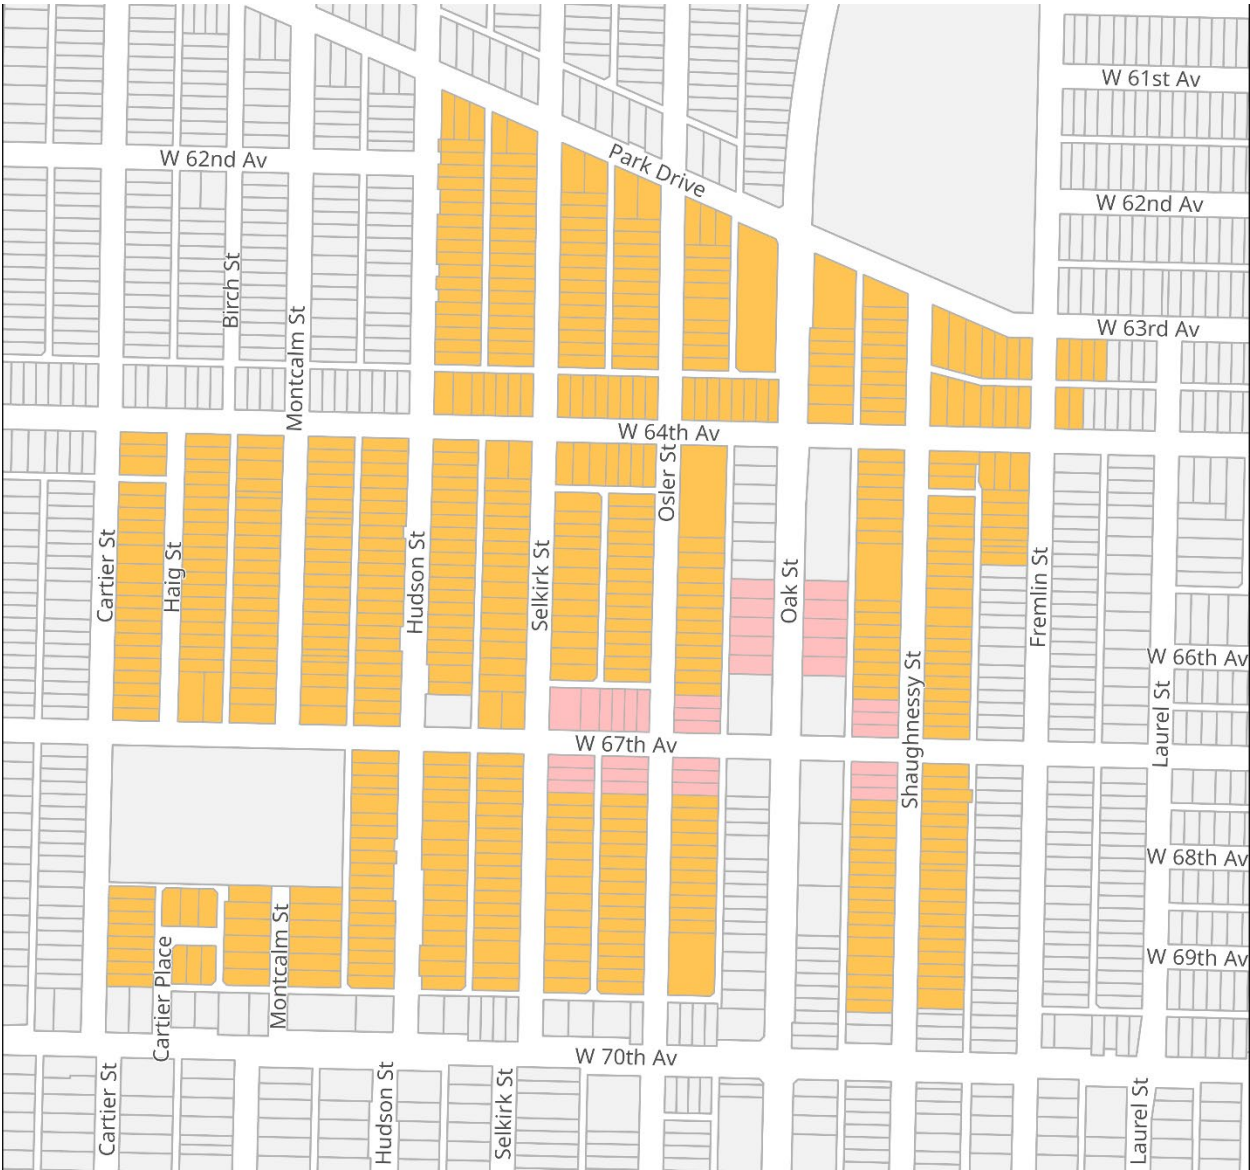 W 61st Av
W 62nd Av
Park Drive
W 62nd Av
Birch St
Montcalm St
W 63rd Av
W 64th Av
Osler St
Cartier St
Haig St
Hudson St
Selkirk St
Oak St
Fremlin St
W 66th Av
Shaughnessy St
Laurel St
W 67th Av
W 68th Av
Cartier Place
Montcalm St
W 69th Av
W 70th Av
Cartier St
Hudson St
Selkirk St
Laurel St